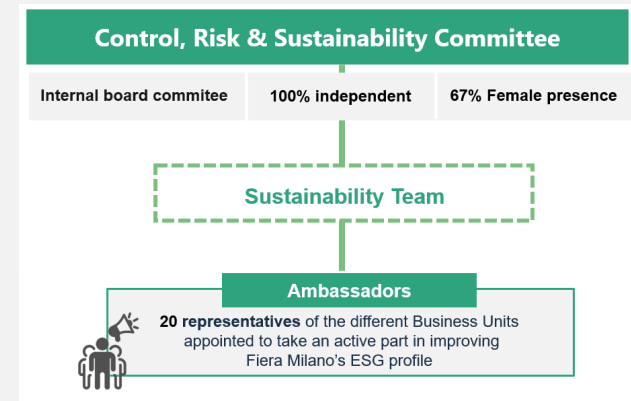 Control, Risk & Sustainability Committee
Internal board commitee
100% independent
67% Female presence
Sustainability Team
Ambassadors
20 representatives of the different Business Units
appointed to take an active part in improving
Fiera Milano's ESG profile